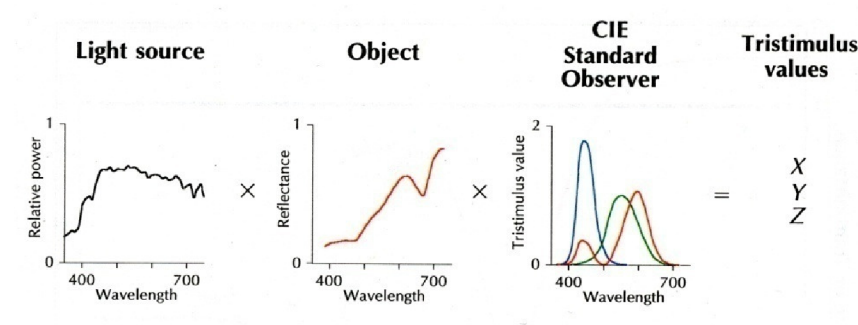 Light source
Object
CIE
Standard
Observer
Tristimulus
values
Relative power
1
0
400
700
Wavelength
×
Reflectance
1
0
400
700
Wavelength
×
Tristimulus value
2
1
0
400
700
Wavelength
=
X
Y
Z